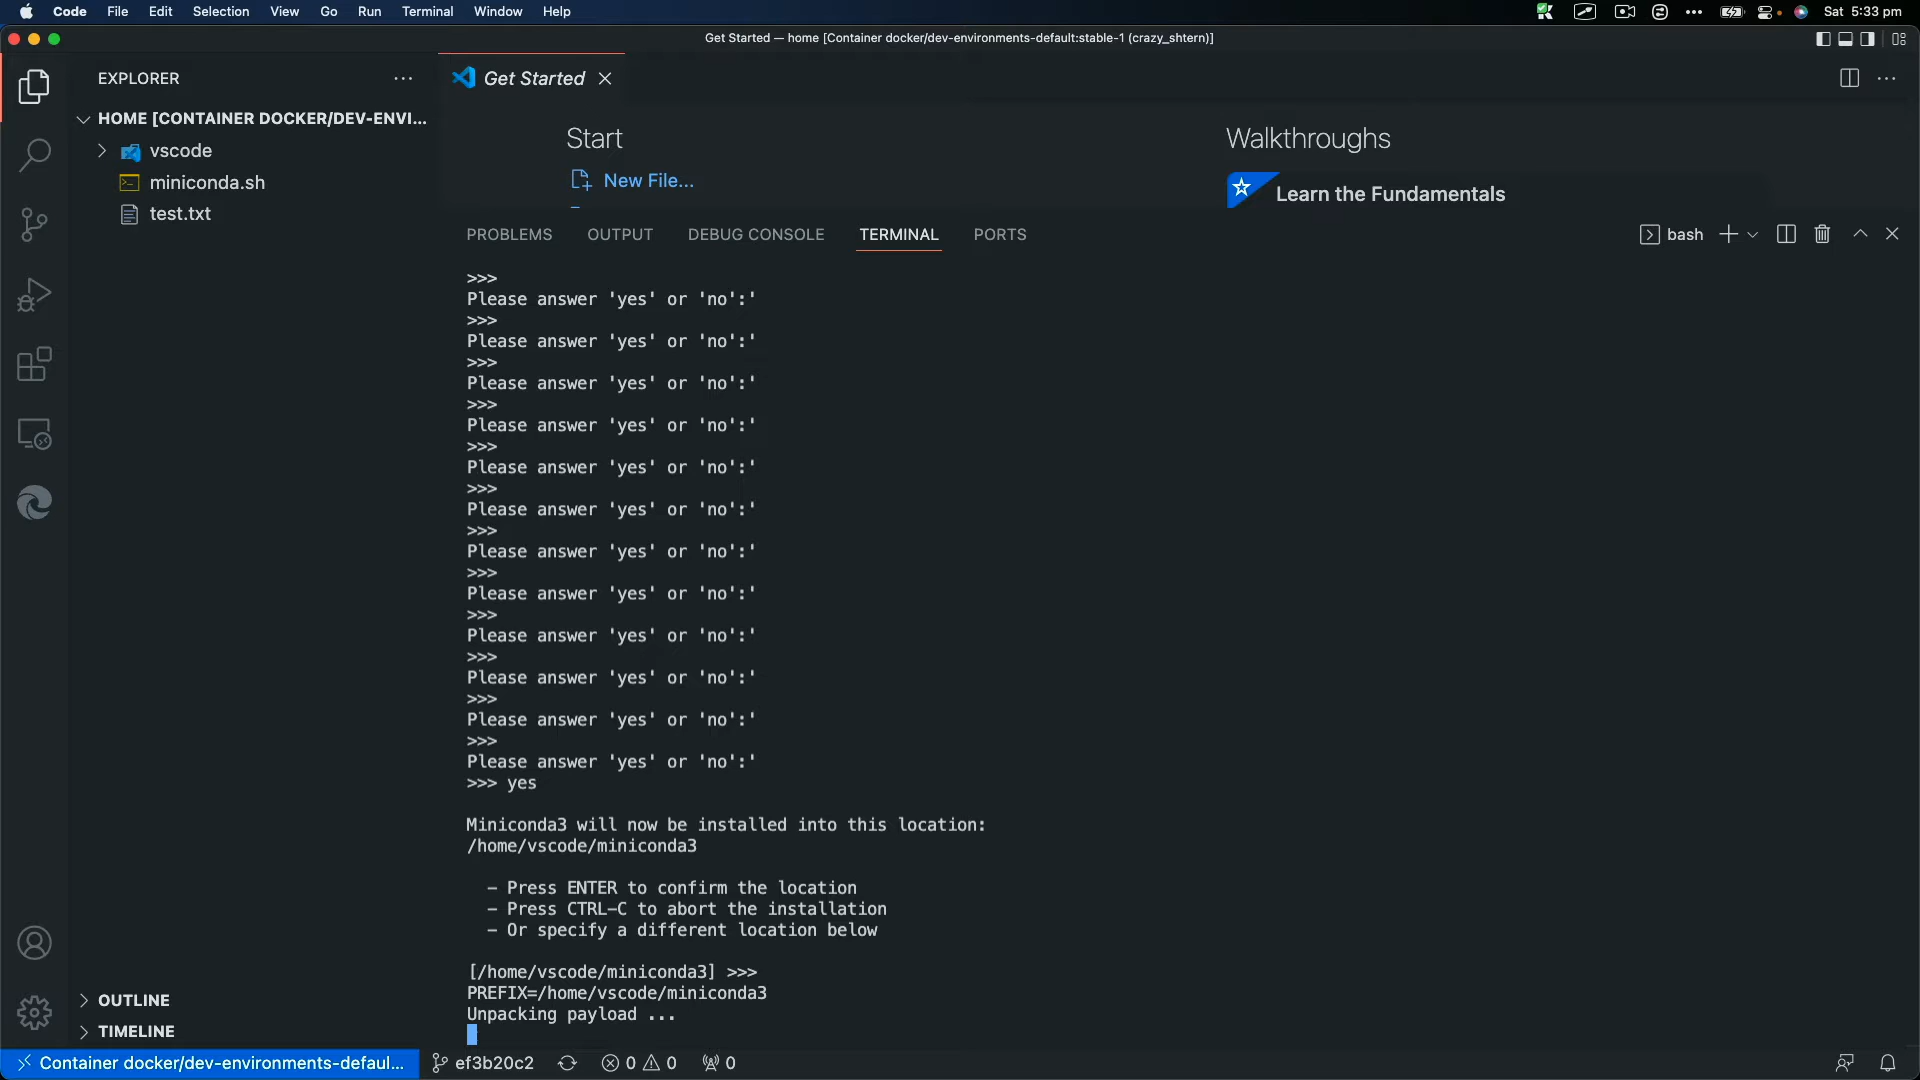 Code File Edit Selection View Go Run Terminal Window Help Sat 5:33 pm
Get Started — home [Container docker/dev-environments-default:stable-1 (crazy_shtern)]
EXPLORER
Get Started
HOME [CONTAINER DOCKER/DEV-ENVI...
vscode
miniconda.sh
test.txt
Start
New File...
Walkthroughs
Learn the Fundamentals
PROBLEMS OUTPUT DEBUG CONSOLE TERMINAL PORTS
bash
>>>
Please answer 'yes' or 'no':'
>>>
Please answer 'yes' or 'no':'
>>>
Please answer 'yes' or 'no':'
>>>
Please answer 'yes' or 'no':'
>>>
Please answer 'yes' or 'no':'
>>>
Please answer 'yes' or 'no':'
>>>
Please answer 'yes' or 'no':'
>>>
Please answer 'yes' or 'no':'
>>>
Please answer 'yes' or 'no':'
>>>
Please answer 'yes' or 'no':'
>>>
Please answer 'yes' or 'no':'
>>>
Please answer 'yes' or 'no':'
>>> yes
Miniconda3 will now be installed into this location:
/home/vscode/miniconda3
- Press ENTER to confirm the location
- Press CTRL-C to abort the installation
- Or specify a different location below
[/home/vscode/miniconda3] >>>
PREFIX=/home/vscode/miniconda3
Unpacking payload ...
OUTLINE
TIMELINE
Container docker/dev-environments-defaul... ef3b20c2 0 0 0